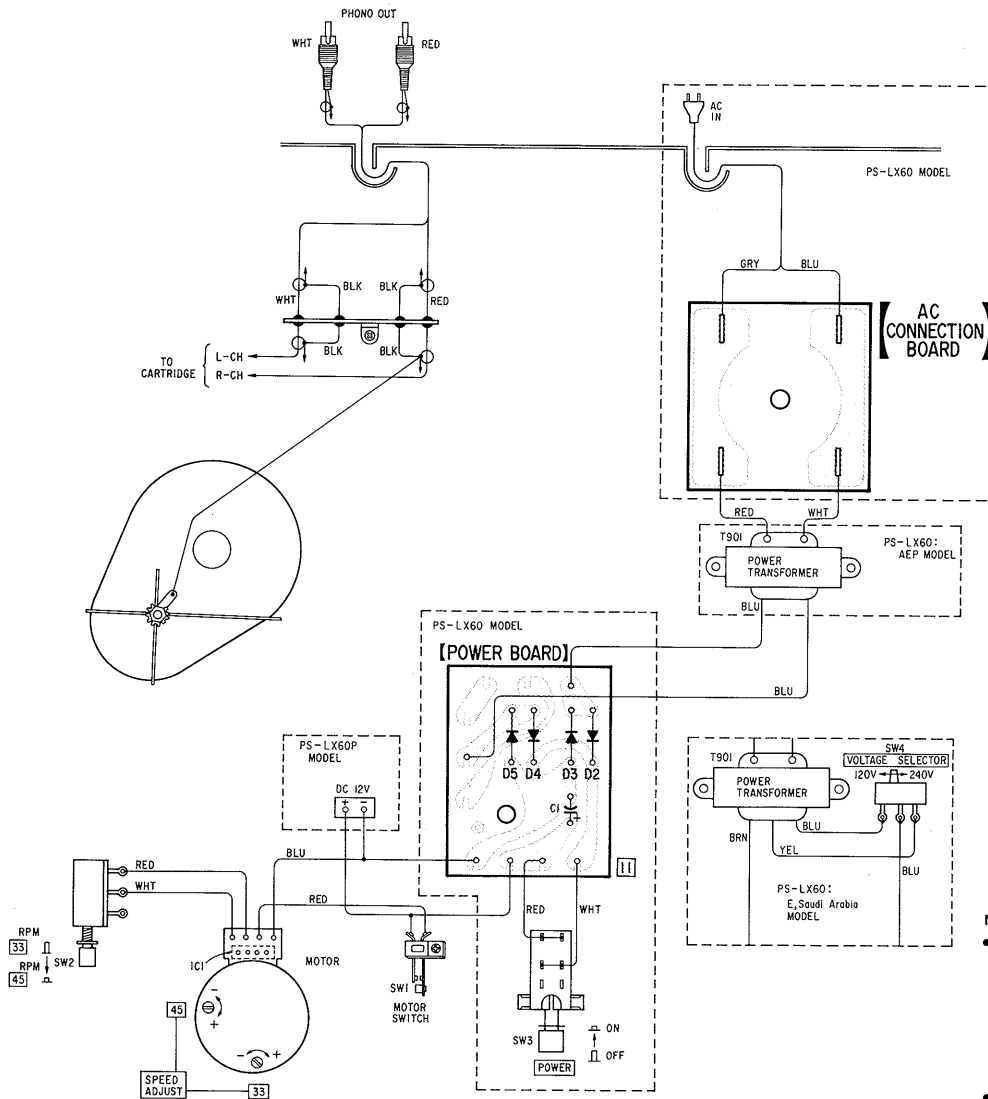 PHONO OUT
WHT
RED
AC
IN
PS-LX60 MODEL
GRY
BLU
WHT
BLK
BLK
RED
BLK
BLK
【AC
CONNECTION
BOARD】
TO
CARTRIDGE
L-CH
R-CH
RED
WHT
T901
POWER
TRANSFORMER
PS-LX60:
AEP MODEL
BLU
BLU
PS-LX60 MODEL
【POWER BOARD】
D5 D4 D3 D2
C1
+
11
PS-LX60P
MODEL
DC 12V
+ −
BLU
T901
POWER
TRANSFORMER
SW4
VOLTAGE SELECTOR
120V 240V
BLU
BRN
YEL
BLU
PS-LX60:
E,Saudi Arabia
MODEL
RED
WHT
RED
RED
WHT
RPM
33
RPM
45
SW2
IC1
MOTOR
SW1
MOTOR
SWITCH
SW3
ON
OFF
POWER
45
−
+
− +
SPEED
ADJUST
33